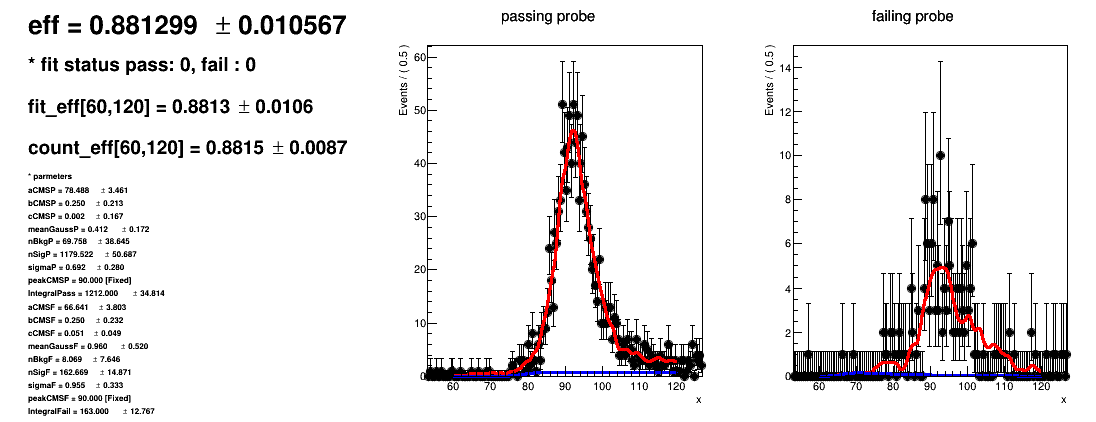 eff = 0.881299 ± 0.010567
* fit status pass: 0, fail : 0
fit_eff[60,120] = 0.8813 ± 0.0106
count_eff[60,120] = 0.8815 ± 0.0087
* parmeters
aCMSP = 78.488 ± 3.461
bCMSP = 0.250 ± 0.213
cCMSP = 0.002 ± 0.167
meanGaussP = 0.412 ± 0.172
nBkgP = 69.758 ± 38.645
nSigP = 1179.522 ± 50.687
sigmaP = 0.692 ± 0.280
peakCMSP = 90.000 [Fixed]
IntegralPass = 1212.000 ± 34.814
aCMSF = 66.641 ± 3.803
bCMSF = 0.250 ± 0.232
cCMSF = 0.051 ± 0.049
meanGaussF = 0.960 ± 0.520
nBkgF = 8.069 ± 7.646
nSigF = 162.669 ± 14.871
sigmaF = 0.955 ± 0.333
peakCMSF = 90.000 [Fixed]
IntegralFail = 163.000 ± 12.767
passing probe
Events / ( 0.5 )
60
50
40
30
20
10
0
60 70 80 90 100 110 120
x
failing probe
Events / ( 0.5 )
14
12
10
8
6
4
2
0
60 70 80 90 100 110 120
x